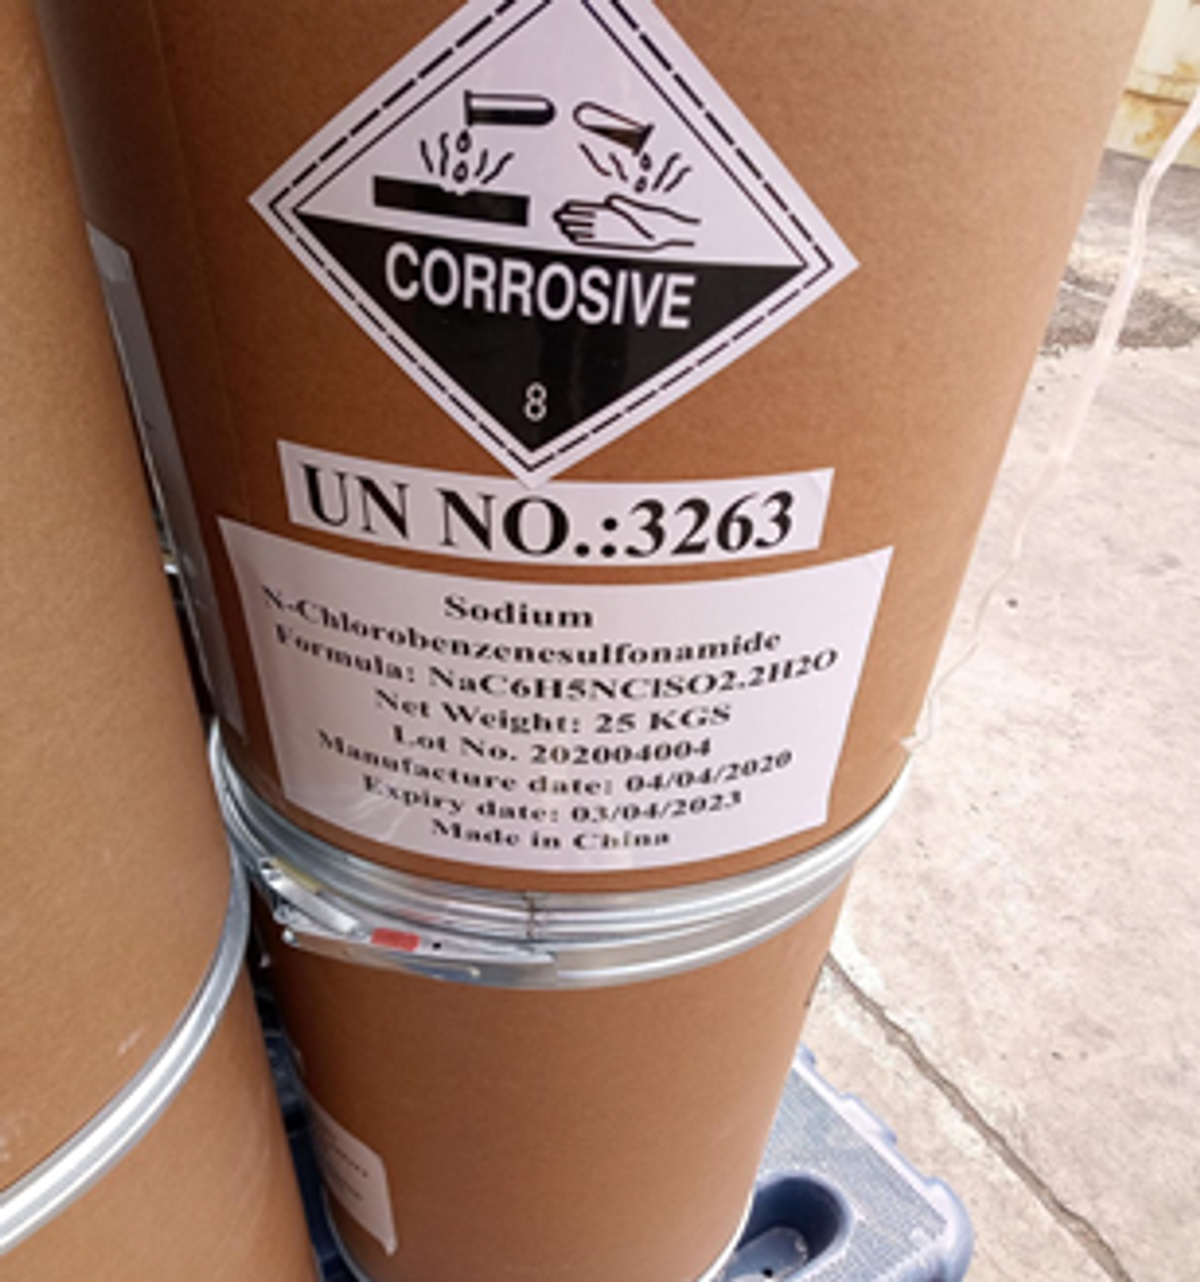 CORROSIVE
8
UN NO.:3263
Sodium
N-Chlorobenzenesulfonamide
Formula: NaC6H5NClSO2.2H2O
Net Weight: 25 KGS
Lot No. 202004004
Manufacture date: 04/04/2020
Expiry date: 03/04/2023
Made in China